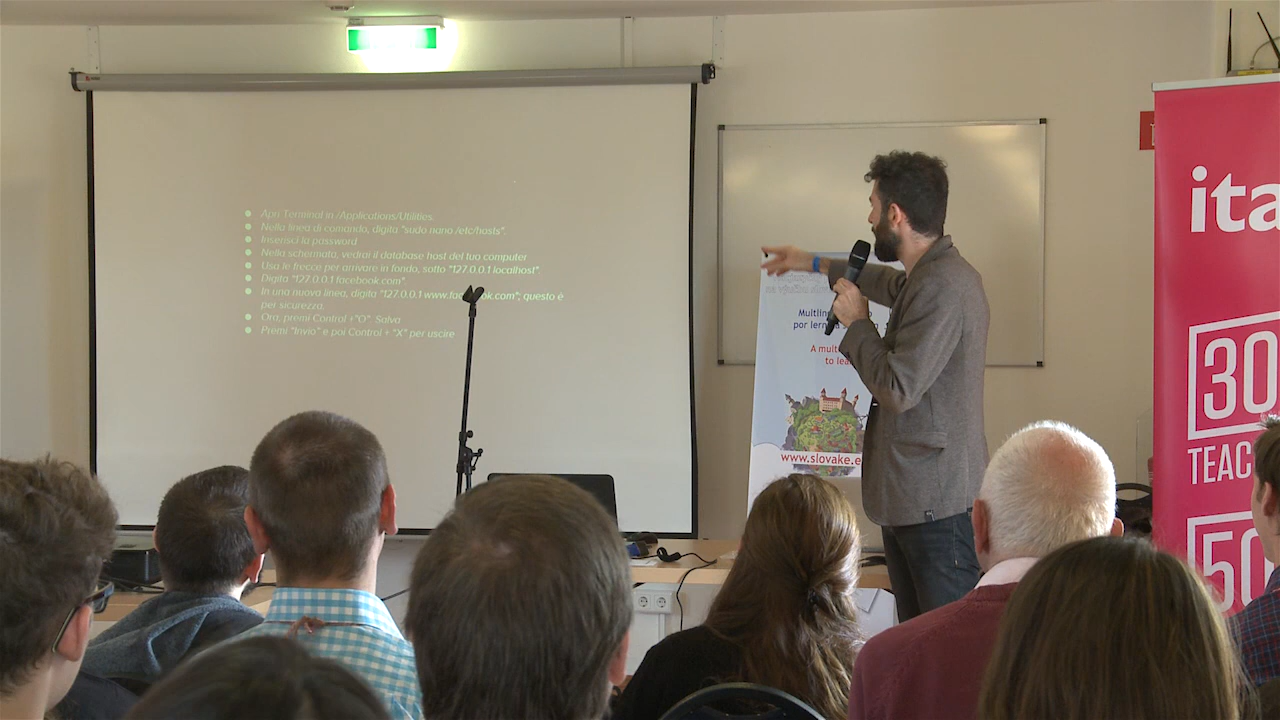 Apri Terminal in /Applications/Utilities.
Nella linea di comando, digita "sudo nano /etc/hosts".
Inserisci la password
Nella schermata, vedrai il database host del tuo computer
Usa le frecce per arrivare in fondo, sotto "127.0.0.1 localhost"
Digita "127.0.0.1 facebook.com"
In una nuova linea, digita "127.0.0.1 www.facebook.com"; questo è
per sicurezza.
Ora, premi Control +"O". Salva
Premi "Invio" e poi Control + "X" per uscire
na
por lern
A mult
to lea
www.slovake.e
ita
30
TEAC
50